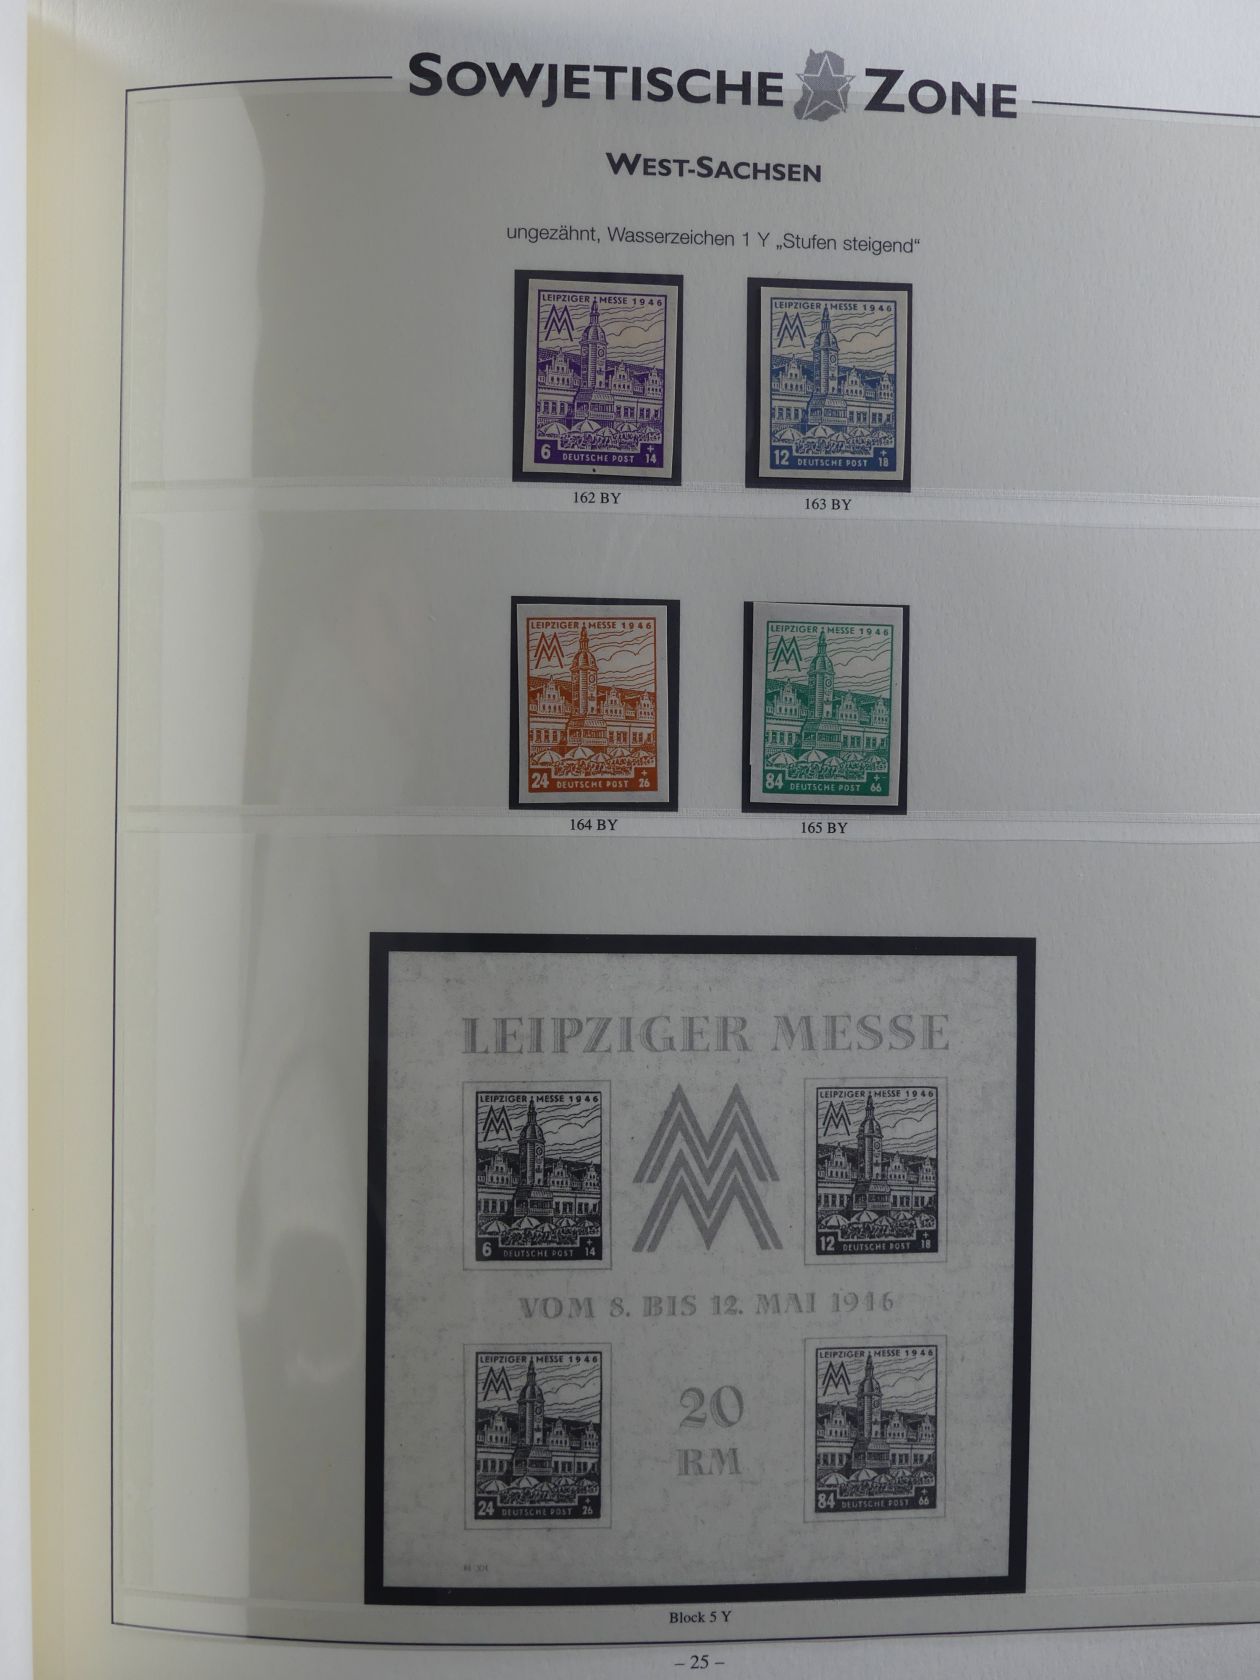 SOWJETISCHE ZONE
WEST-SACHSEN
ungezähnt, Wasserzeichen 1 Y „Stufen steigend“
LEIPZIGER MESSE 1946
6 DEUTSCHE POST + 14
162 BY
LEIPZIGER MESSE 1946
12 DEUTSCHE POST + 18
163 BY
LEIPZIGER MESSE 1946
24 DEUTSCHE POST + 26
164 BY
LEIPZIGER MESSE 1946
84 DEUTSCHE POST + 66
165 BY
LEIPZIGER MESSE
LEIPZIGER MESSE 1946
6 DEUTSCHE POST + 14
LEIPZIGER MESSE 1946
12 DEUTSCHE POST + 18
VOM 8. BIS 12. MAI 1946
LEIPZIGER MESSE 1946
24 DEUTSCHE POST + 26
20
RM
LEIPZIGER MESSE 1946
84 DEUTSCHE POST + 66
Block 5 Y
– 25 –